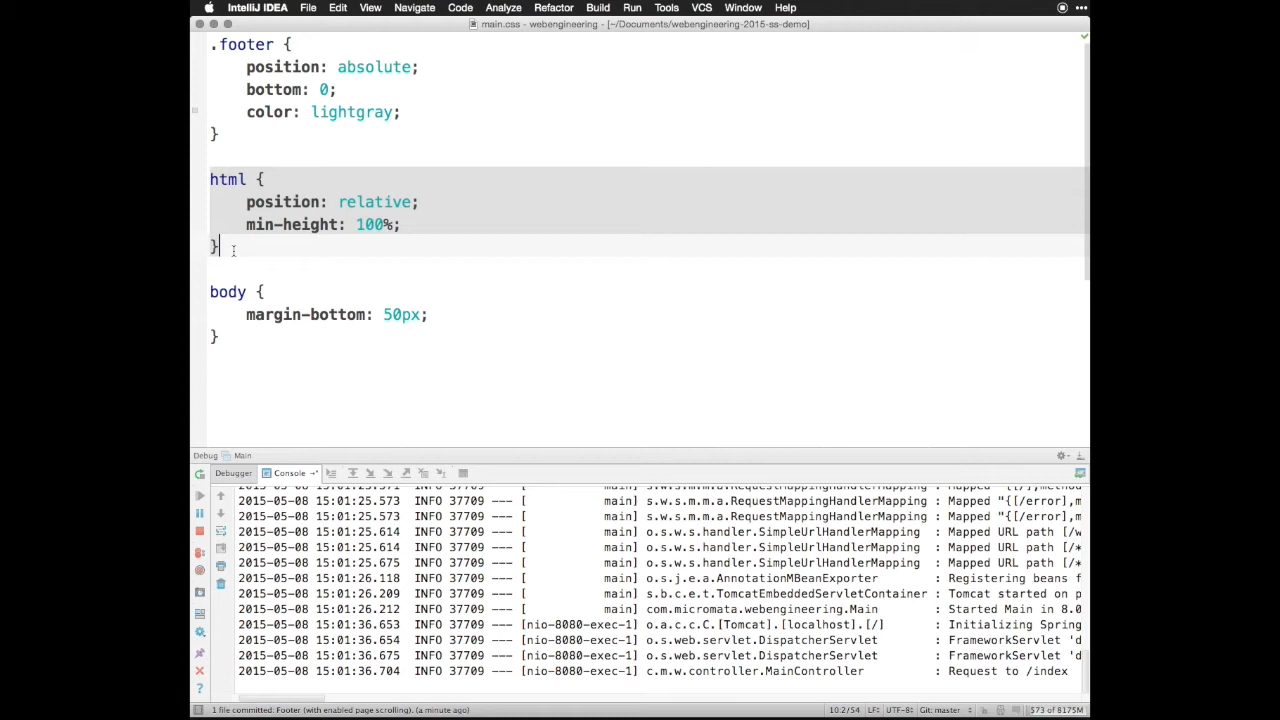 IntelliJ IDEA File Edit View Navigate Code Analyze Refactor Build Run Tools VCS Window Help
main.css - webengineering - [~/Documents/webengineering-2015-ss-demo]
.footer {
position: absolute;
bottom: 0;
color: lightgray;
}
html {
position: relative;
min-height: 100%;
}
body {
margin-bottom: 50px;
}
Debug Main
Debugger Console
2015-05-08 15:01:25.573 INFO 37709 --- [ main] s.w.s.m.m.a.RequestMappingHandlerMapping : Mapped "{[/error],m
2015-05-08 15:01:25.573 INFO 37709 --- [ main] s.w.s.m.m.a.RequestMappingHandlerMapping : Mapped "{[/error],m
2015-05-08 15:01:25.614 INFO 37709 --- [ main] o.s.w.s.handler.SimpleUrlHandlerMapping : Mapped URL path [/w
2015-05-08 15:01:25.614 INFO 37709 --- [ main] o.s.w.s.handler.SimpleUrlHandlerMapping : Mapped URL path [/*
2015-05-08 15:01:25.675 INFO 37709 --- [ main] o.s.w.s.handler.SimpleUrlHandlerMapping : Mapped URL path [/*
2015-05-08 15:01:26.118 INFO 37709 --- [ main] o.s.j.e.a.AnnotationMBeanExporter : Registering beans f
2015-05-08 15:01:26.209 INFO 37709 --- [ main] s.b.c.e.t.TomcatEmbeddedServletContainer : Tomcat started on p
2015-05-08 15:01:26.212 INFO 37709 --- [ main] com.micromata.webengineering.Main : Started Main in 8.0
2015-05-08 15:01:36.653 INFO 37709 --- [nio-8080-exec-1] o.a.c.c.C.[Tomcat].[localhost].[/] : Initializing Spring
2015-05-08 15:01:36.654 INFO 37709 --- [nio-8080-exec-1] o.s.web.servlet.DispatcherServlet : FrameworkServlet 'd
2015-05-08 15:01:36.675 INFO 37709 --- [nio-8080-exec-1] o.s.web.servlet.DispatcherServlet : FrameworkServlet 'd
2015-05-08 15:01:36.704 INFO 37709 --- [nio-8080-exec-1] c.m.w.controller.MainController : Request to /index
1 file committed: Footer (with enabled page scrolling). (a minute ago) 10:2/54 LF UTF-8 Git: master 573 of 8175M